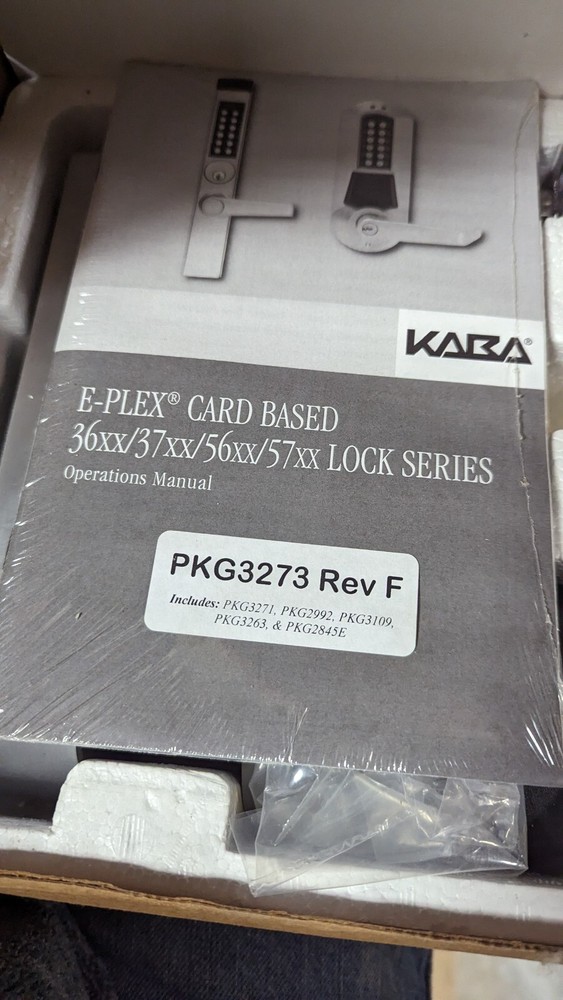 KABA®
E-PLEX® CARD BASED
36xx/37xx/56xx/57xx LOCK SERIES
Operations Manual
PKG3273 Rev F
Includes: PKG3271, PKG2992, PKG3109,
PKG3263, & PKG2845E